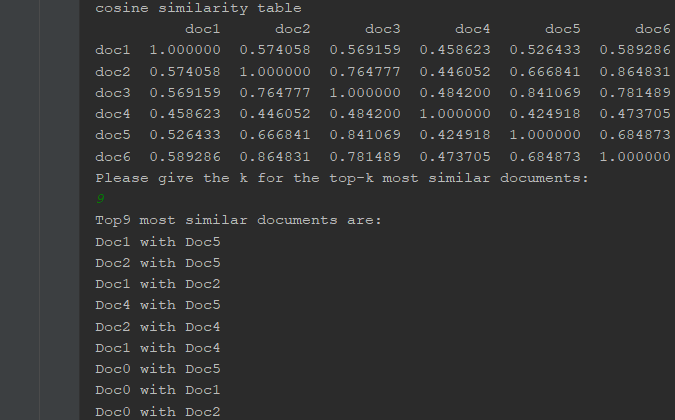 cosine similarity table
doc1 doc2 doc3 doc4 doc5 doc6
doc1 1.000000 0.574058 0.569159 0.458623 0.526433 0.589286
doc2 0.574058 1.000000 0.764777 0.446052 0.666841 0.864831
doc3 0.569159 0.764777 1.000000 0.484200 0.841069 0.781489
doc4 0.458623 0.446052 0.484200 1.000000 0.424918 0.473705
doc5 0.526433 0.666841 0.841069 0.424918 1.000000 0.684873
doc6 0.589286 0.864831 0.781489 0.473705 0.684873 1.000000
Please give the k for the top-k most similar documents:
9
Top9 most similar documents are:
Doc1 with Doc5
Doc2 with Doc5
Doc1 with Doc2
Doc4 with Doc5
Doc2 with Doc4
Doc1 with Doc4
Doc0 with Doc5
Doc0 with Doc1
Doc0 with Doc2